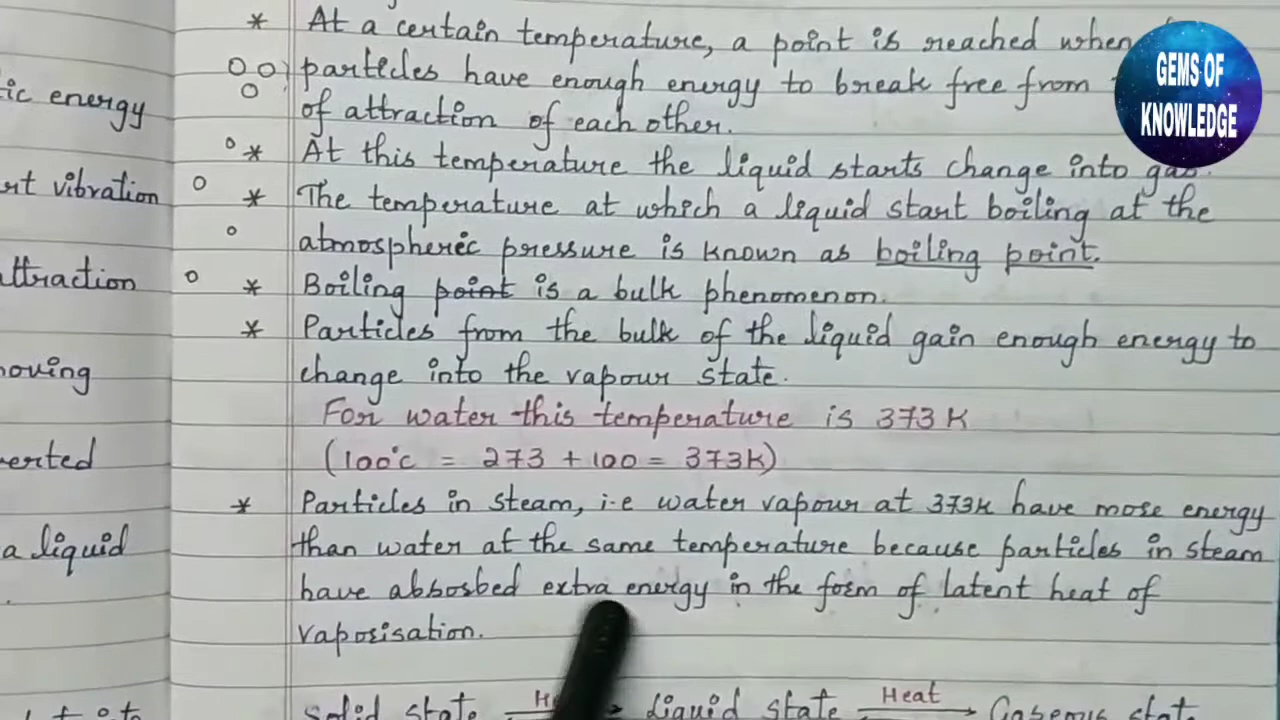 * At a certain temperature, a point is reached when
particles have enough energy to break free from
of attraction of each other.
* At this temperature the liquid starts change into gas.
* The temperature at which a liquid start boiling at the
atmospheric pressure is known as boiling point.
* Boiling point is a bulk phenomenon.
* Particles from the bulk of the liquid gain enough energy to
change into the vapour state.
For water this temperature is 373 K
(100°C = 273 + 100 = 373K)
* Particles in steam, i.e water vapour at 373K have more energy
than water at the same temperature because particles in steam
have absorbed extra energy in the form of latent heat of
vaporisation.
Solid state Liquid state Heat Gaseous
energy
vibration
attraction
a liquid
GEMS OF
KNOWLEDGE